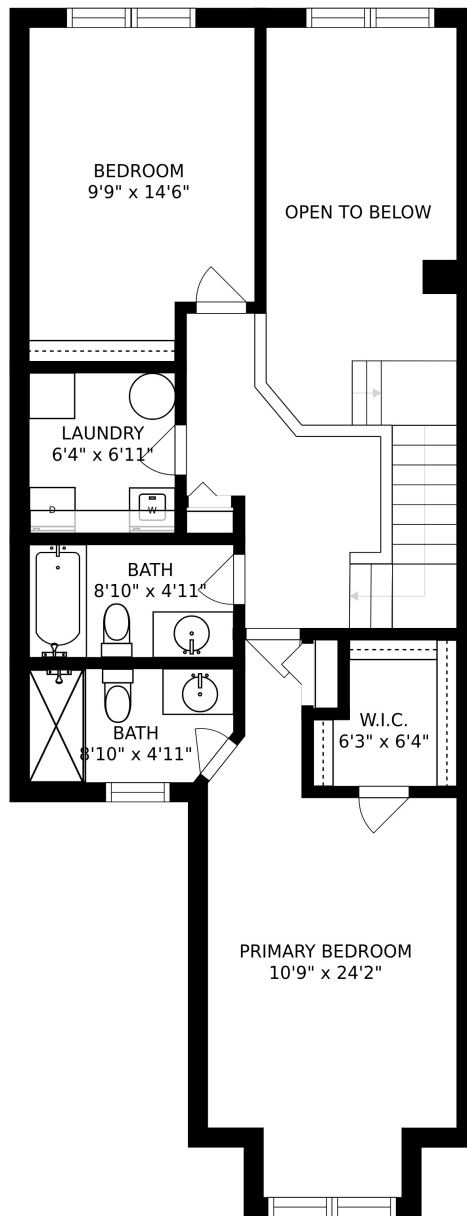 BEDROOM
9'9" x 14'6"
OPEN TO BELOW
LAUNDRY
6'4" x 6'11"
D
W
BATH
8'10" x 4'11"
BATH
8'10" x 4'11"
W.I.C.
6'3" x 6'4"
PRIMARY BEDROOM
10'9" x 24'2"